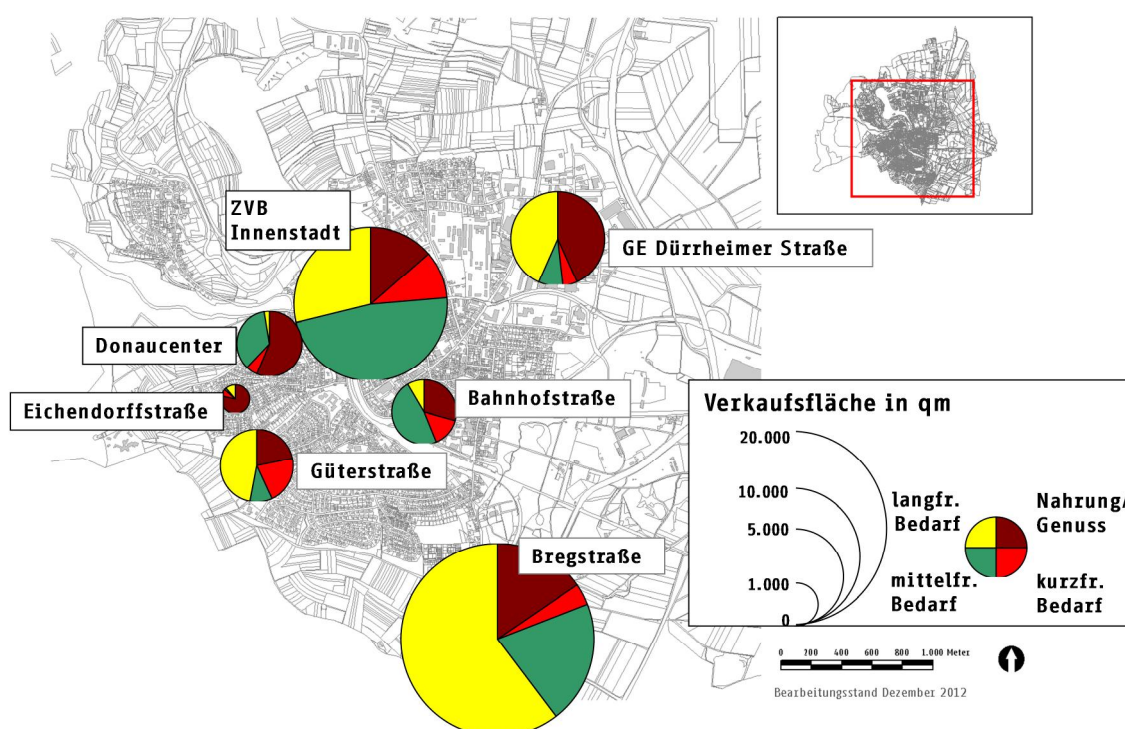 ZVB
Innenstadt
GE Dürrheimer Straße
Donaucenter
Eichendorffstraße
Bahnhofstraße
Güterstraße
Bregstraße
Verkaufsfläche in qm
20.000
10.000
5.000
1.000
0
langfr.
Bedarf
Nahrung/
Genuss
mittelfr.
Bedarf
kurzfr.
Bedarf
0 200 400 600 800 1.000 Meter
Bearbeitungsstand Dezember 2012